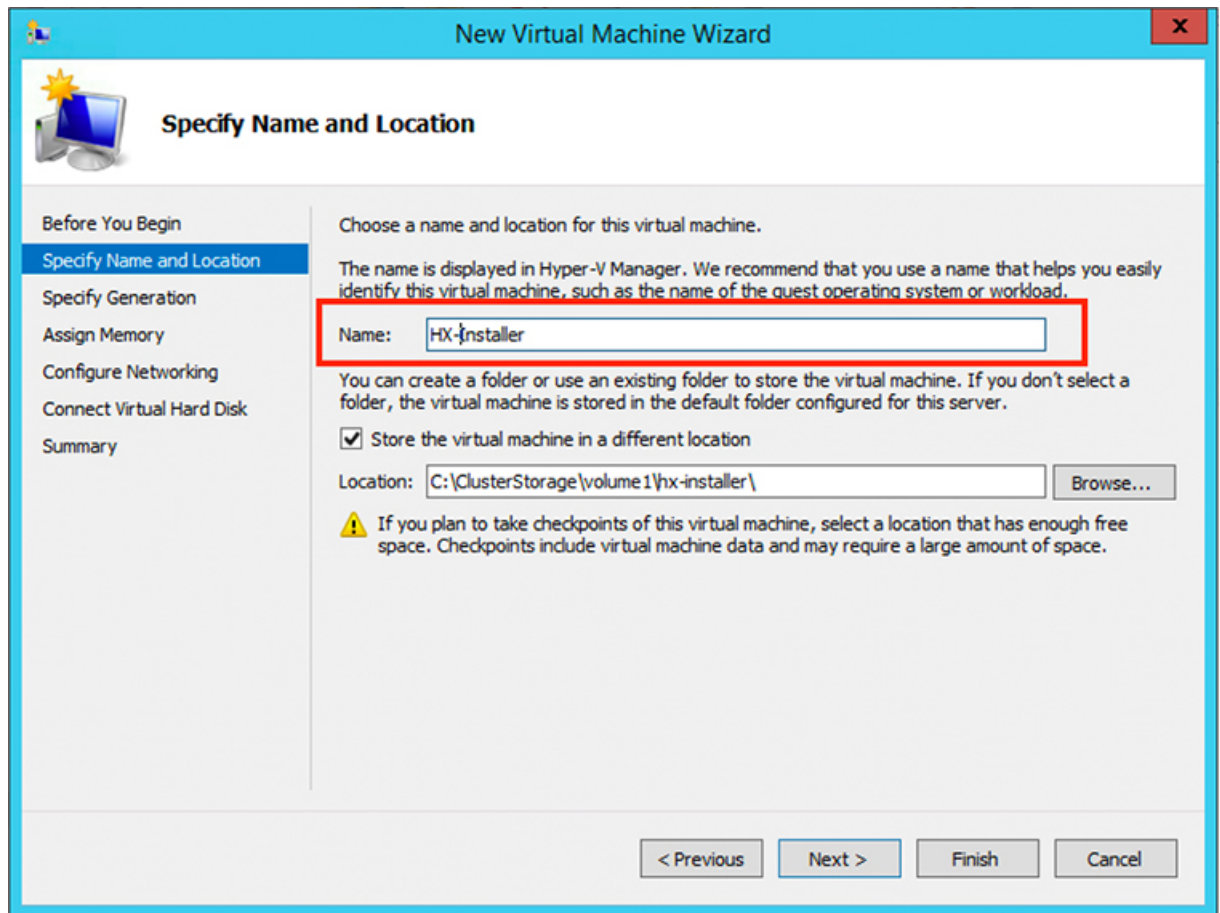 New Virtual Machine Wizard
x
Specify Name and Location
Before You Begin
Specify Name and Location
Specify Generation
Assign Memory
Configure Networking
Connect Virtual Hard Disk
Summary
Choose a name and location for this virtual machine.
The name is displayed in Hyper-V Manager. We recommend that you use a name that helps you easily
identify this virtual machine, such as the name of the guest operating system or workload.
Name: HX-Installer
You can create a folder or use an existing folder to store the virtual machine. If you don't select a
folder, the virtual machine is stored in the default folder configured for this server.
Store the virtual machine in a different location
Location: C:\ClusterStorage\volume1\hx-installer\ Browse...
If you plan to take checkpoints of this virtual machine, select a location that has enough free
space. Checkpoints include virtual machine data and may require a large amount of space.
< Previous Next > Finish Cancel